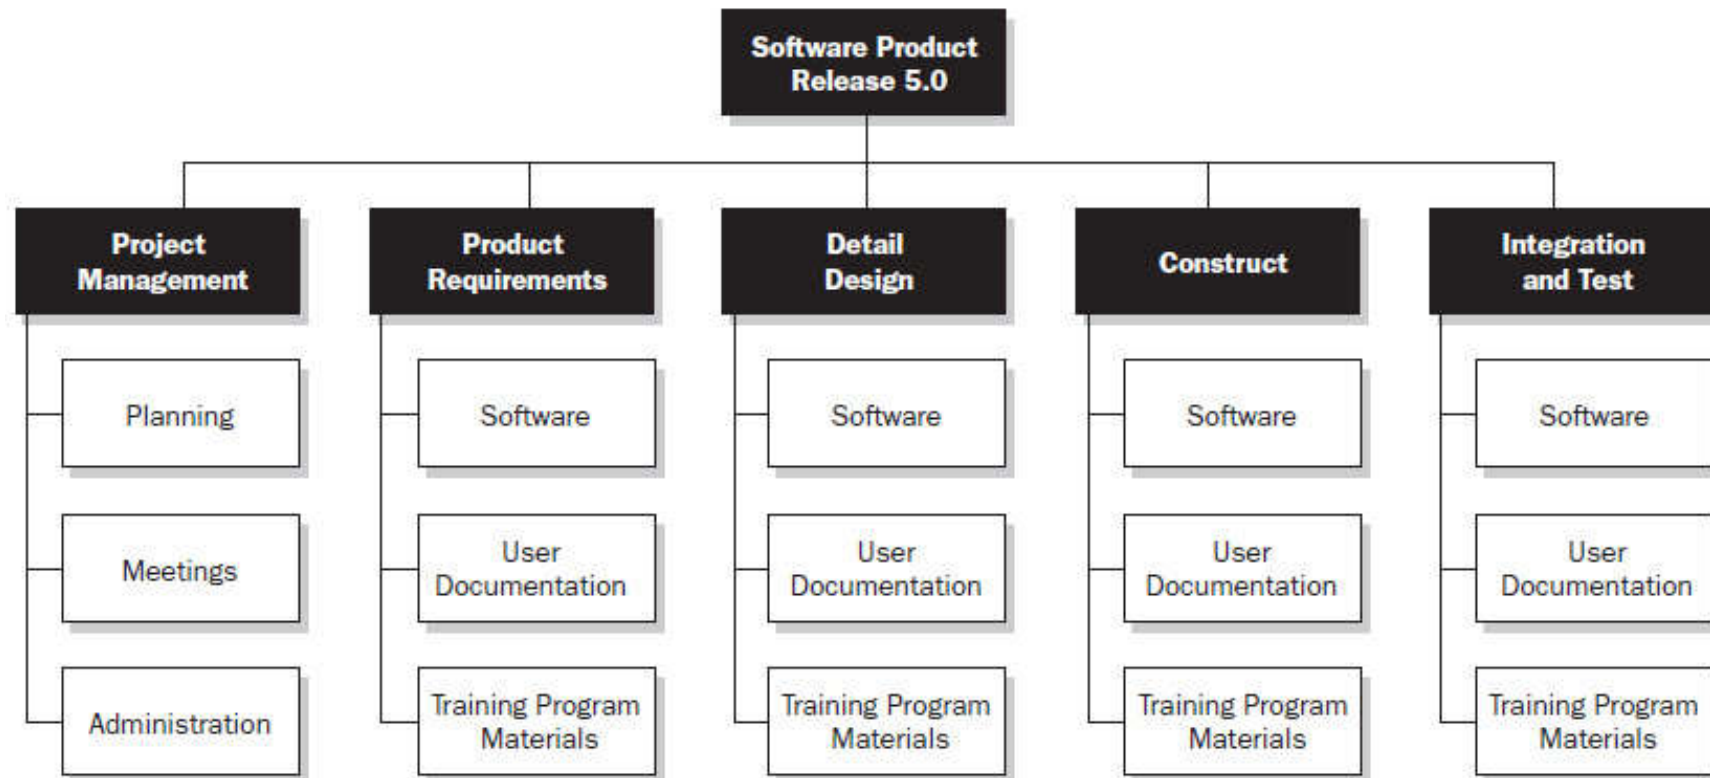 Software Product
Release 5.0
Project
Management
Product
Requirements
Detail
Design
Construct
Integration
and Test
Planning
Software
Software
Software
Software
Meetings
User
Documentation
User
Documentation
User
Documentation
User
Documentation
Administration
Training Program
Materials
Training Program
Materials
Training Program
Materials
Training Program
Materials